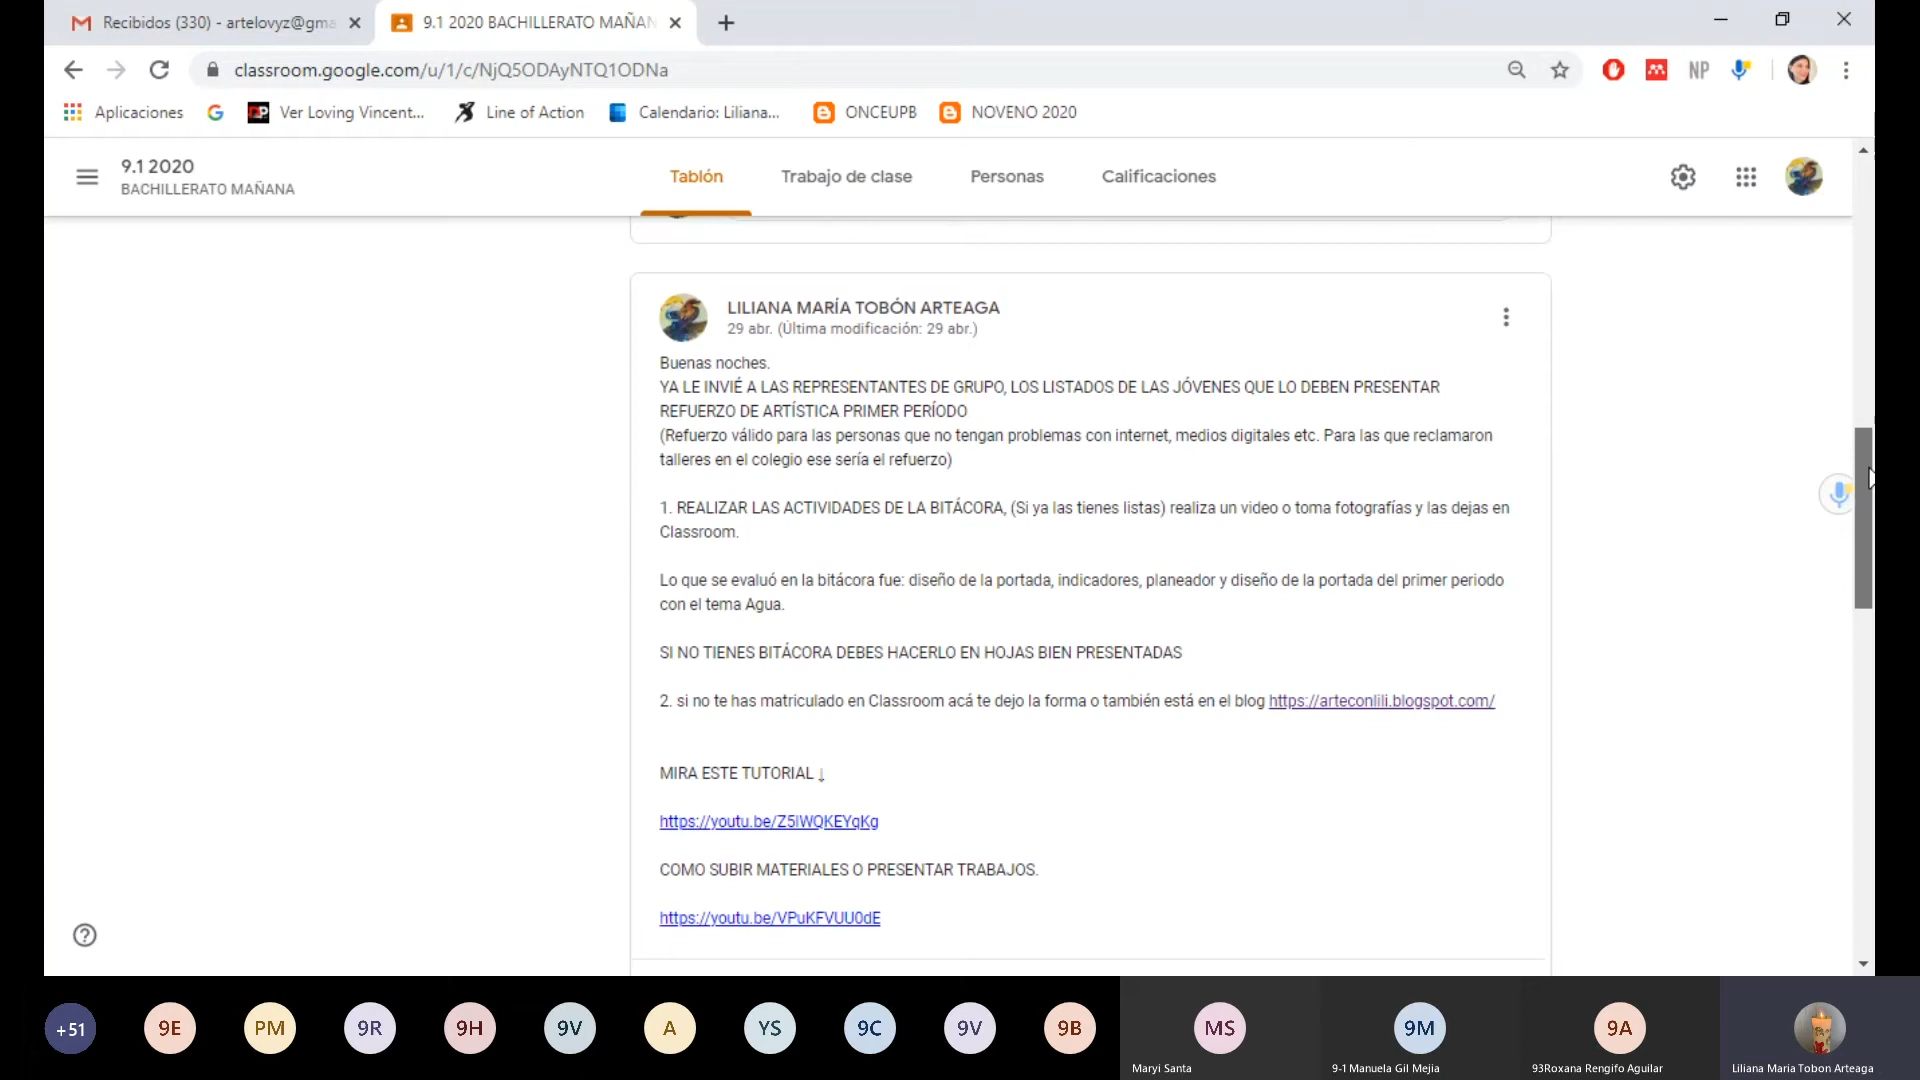 Recibidos (330) - artelovyz@gma
9.1 2020 BACHILLERATO MAÑAN
classroom.google.com/u/1/c/NjQ5ODAyNTQ1ODNa
NP
Aplicaciones
Ver Loving Vincent...
Line of Action
Calendario: Liliana...
ONCEUPB
NOVENO 2020
9.1 2020
BACHILLERATO MAÑANA
Tablón
Trabajo de clase
Personas
Calificaciones
LILIANA MARÍA TOBÓN ARTEAGA
29 abr. (Última modificación: 29 abr.)
Buenas noches.
YA LE INVIÉ A LAS REPRESENTANTES DE GRUPO, LOS LISTADOS DE LAS JÓVENES QUE LO DEBEN PRESENTAR
REFUERZO DE ARTÍSTICA PRIMER PERÍODO
(Refuerzo válido para las personas que no tengan problemas con internet, medios digitales etc. Para las que reclamaron
talleres en el colegio ese sería el refuerzo)
1. REALIZAR LAS ACTIVIDADES DE LA BITÁCORA, (Si ya las tienes listas) realiza un video o toma fotografías y las dejas en
Classroom.
Lo que se evaluó en la bitácora fue: diseño de la portada, indicadores, planeador y diseño de la portada del primer periodo
con el tema Agua.
SI NO TIENES BITÁCORA DEBES HACERLO EN HOJAS BIEN PRESENTADAS
2. si no te has matriculado en Classroom acá te dejo la forma o también está en el blog https://arteconlili.blogspot.com/
MIRA ESTE TUTORIAL ↓
https://youtu.be/Z5IWQKEYqKg
COMO SUBIR MATERIALES O PRESENTAR TRABAJOS.
https://youtu.be/VPuKFVUU0dE
+51
9E
PM
9R
9H
9V
A
YS
9C
9V
9B
MS
9M
9A
Maryi Santa
9-1 Manuela Gil Mejia
93Roxana Rengifo Aguilar
Liliana Maria Tobon Arteaga